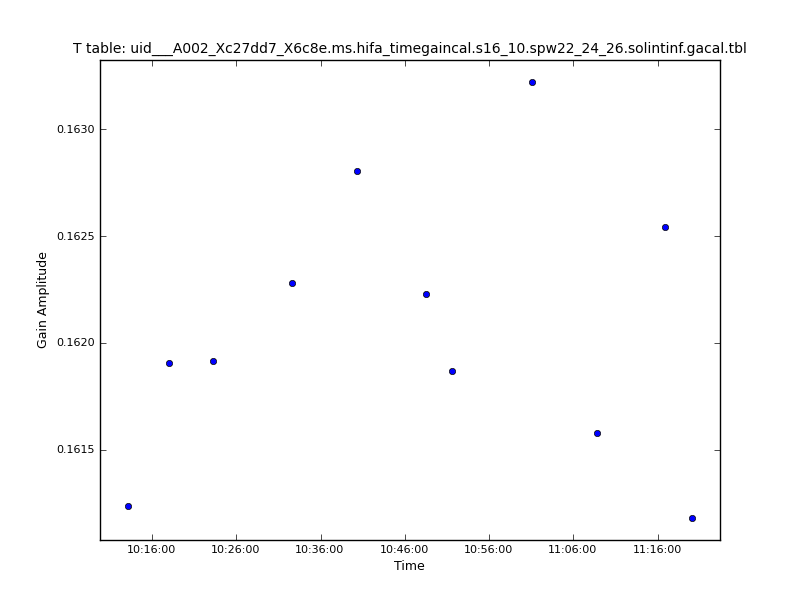 T table: uid___A002_Xc27dd7_X6c8e.ms.hifa_timegaincal.s16_10.spw22_24_26.solintinf.gacal.tbl
0.1630
0.1625
0.1620
0.1615
Gain Amplitude
10:16:00 10:26:00 10:36:00 10:46:00 10:56:00 11:06:00 11:16:00
Time